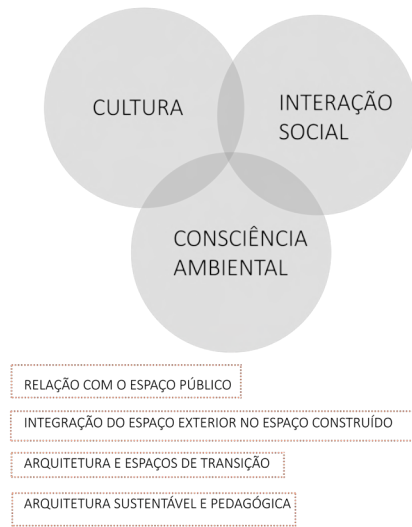 CULTURA
INTERAÇÃO
SOCIAL
CONSCIÊNCIA
AMBIENTAL
RELAÇÃO COM O ESPAÇO PÚBLICO
INTEGRAÇÃO DO ESPAÇO EXTERIOR NO ESPAÇO CONSTRUÍDO
ARQUITETURA E ESPAÇOS DE TRANSIÇÃO
ARQUITETURA SUSTENTÁVEL E PEDAGÓGICA